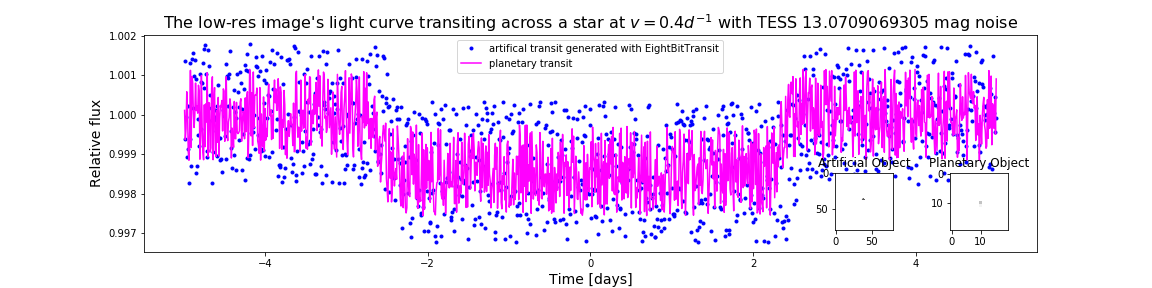 The low-res image's light curve transiting across a star at v = 0.4d⁻¹ with TESS 13.0709069305 mag noise
artifical transit generated with EightBitTransit
planetary transit
Relative flux
1.002
1.001
1.000
0.999
0.998
0.997
Artificial Object
0
50
0
50
Planetary Object
0
10
0
10
−4
−2
0
2
4
Time [days]